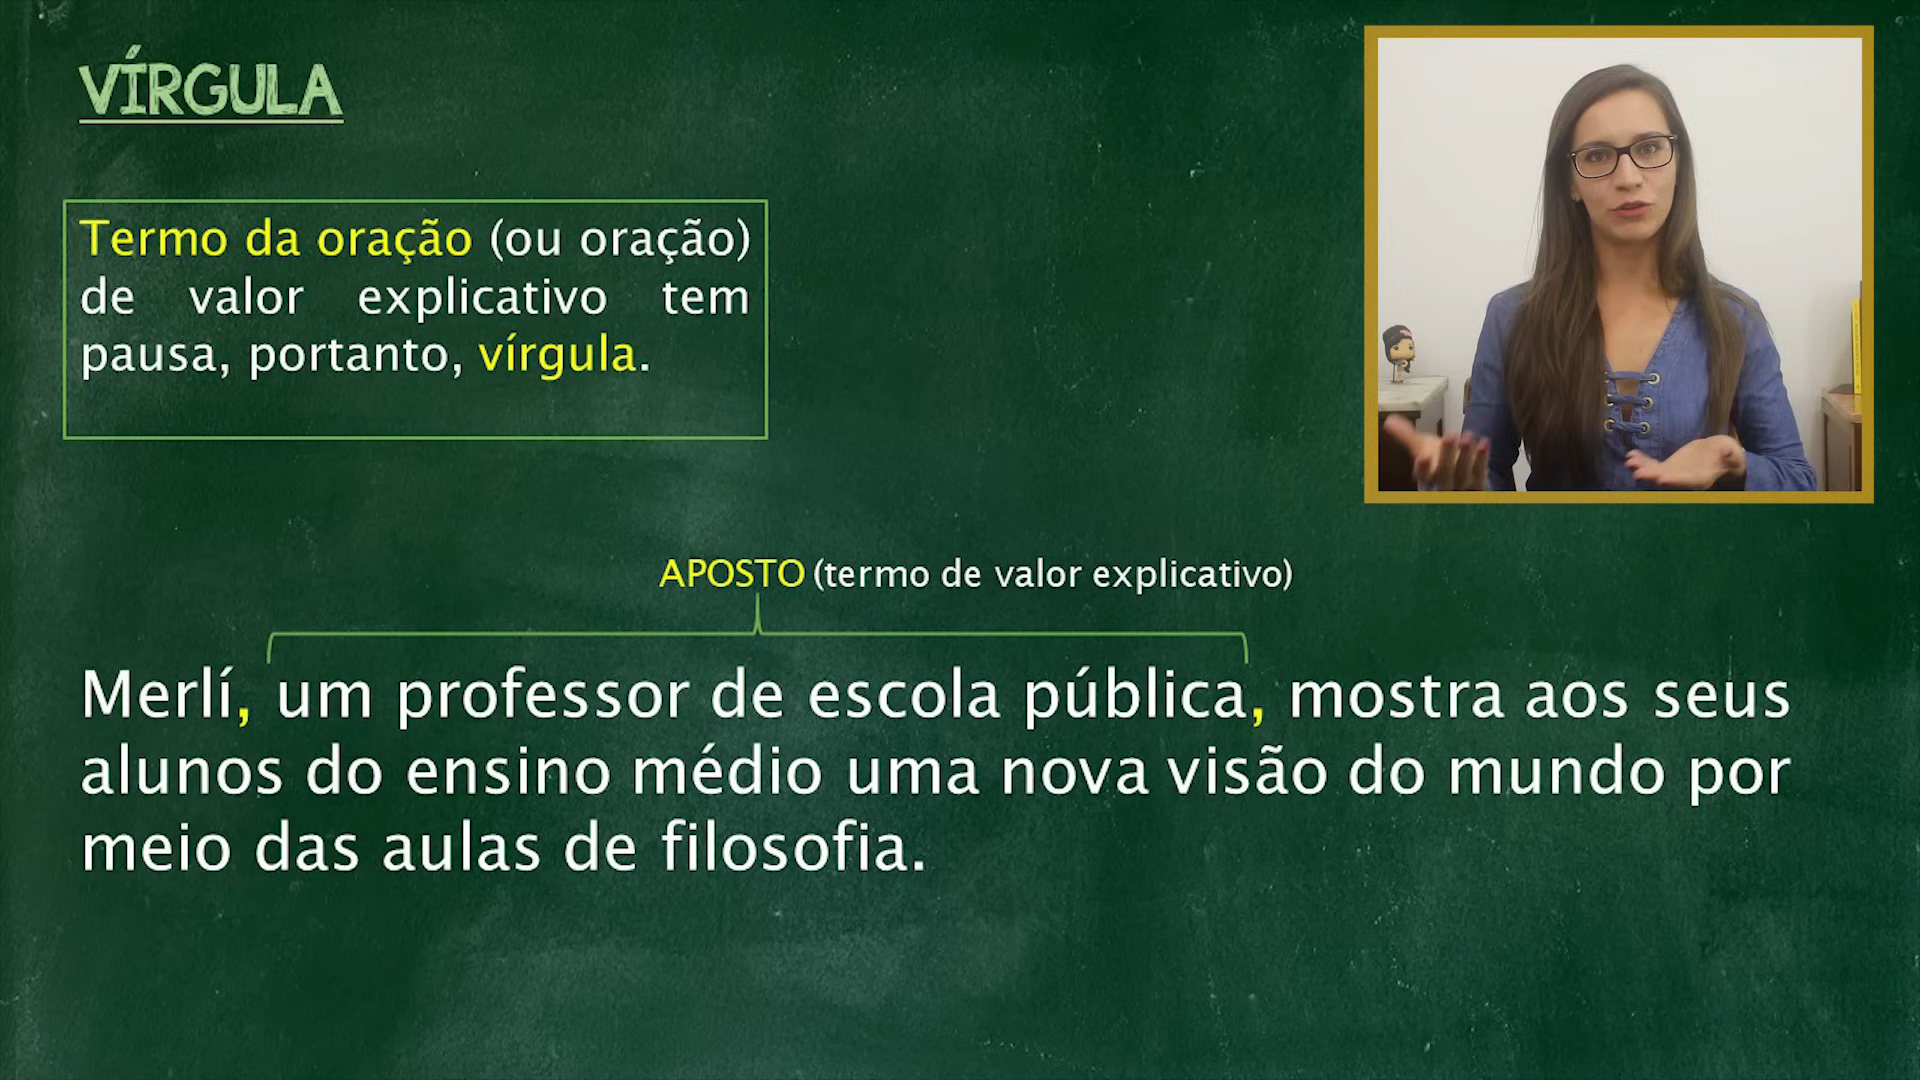 VÍRGULA
Termo da oração (ou oração)
de valor explicativo tem
pausa, portanto, vírgula.
APOSTO (termo de valor explicativo)
Merlí, um professor de escola pública, mostra aos seus
alunos do ensino médio uma nova visão do mundo por
meio das aulas de filosofia.